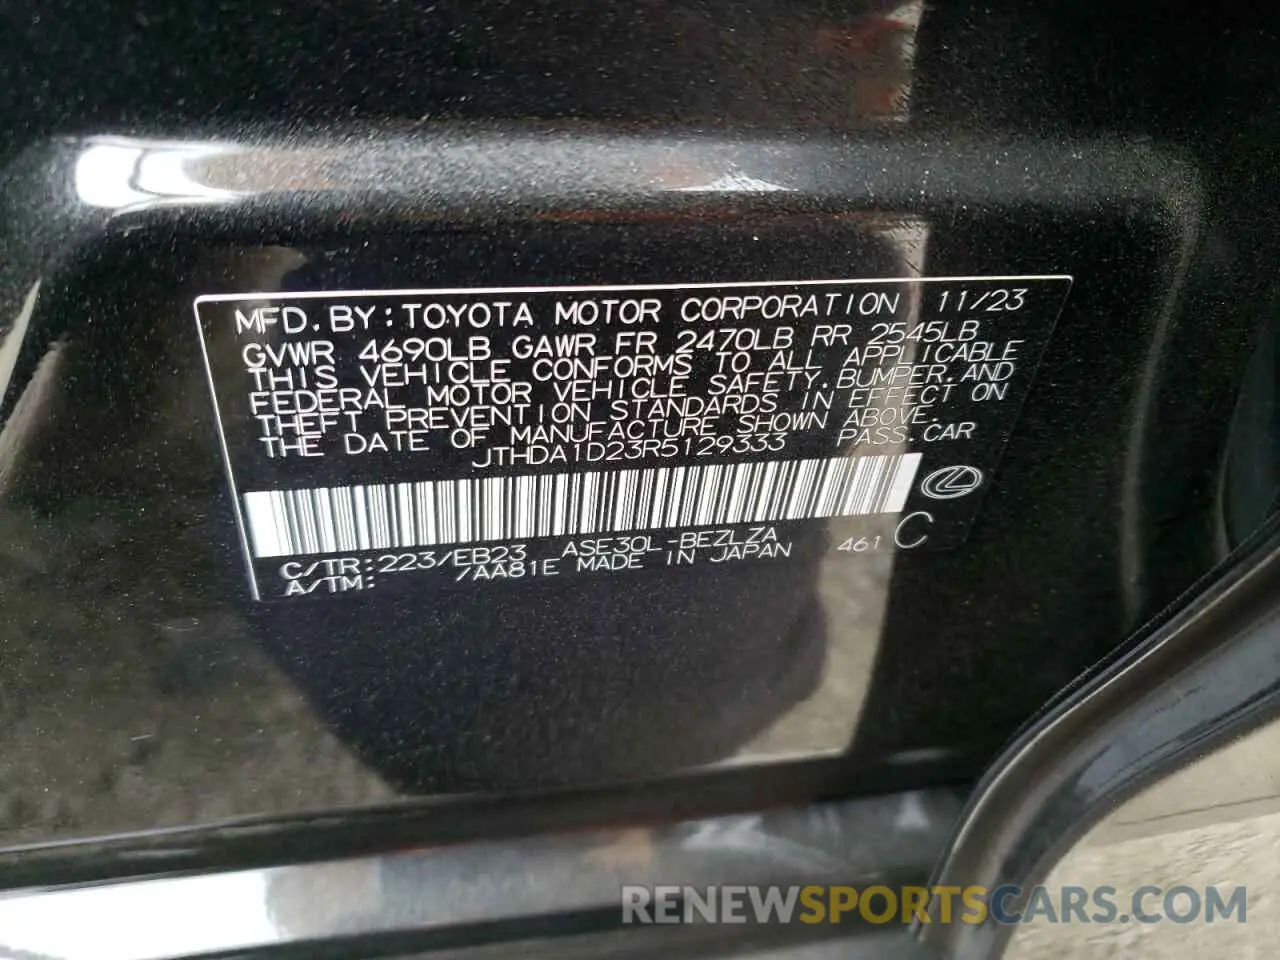 MFD. BY: TOYOTA MOTOR CORPORATION 11/23
GVWR 4690LB GAWR FR 2470LB RR 2545LB
THIS VEHICLE CONFORMS TO ALL APPLICABLE
FEDERAL MOTOR VEHICLE SAFETY, BUMPER, AND
THEFT PREVENTION STANDARDS IN EFFECT ON
THE DATE OF MANUFACTURE SHOWN ABOVE.
JTHDA1D23R5129333 PASS. CAR
C/TR: 223/EB23 ASE30L-BEZLZA 461 C
A/TM: /AA81E MADE IN JAPAN
RENEWSPORTSCARS.COM